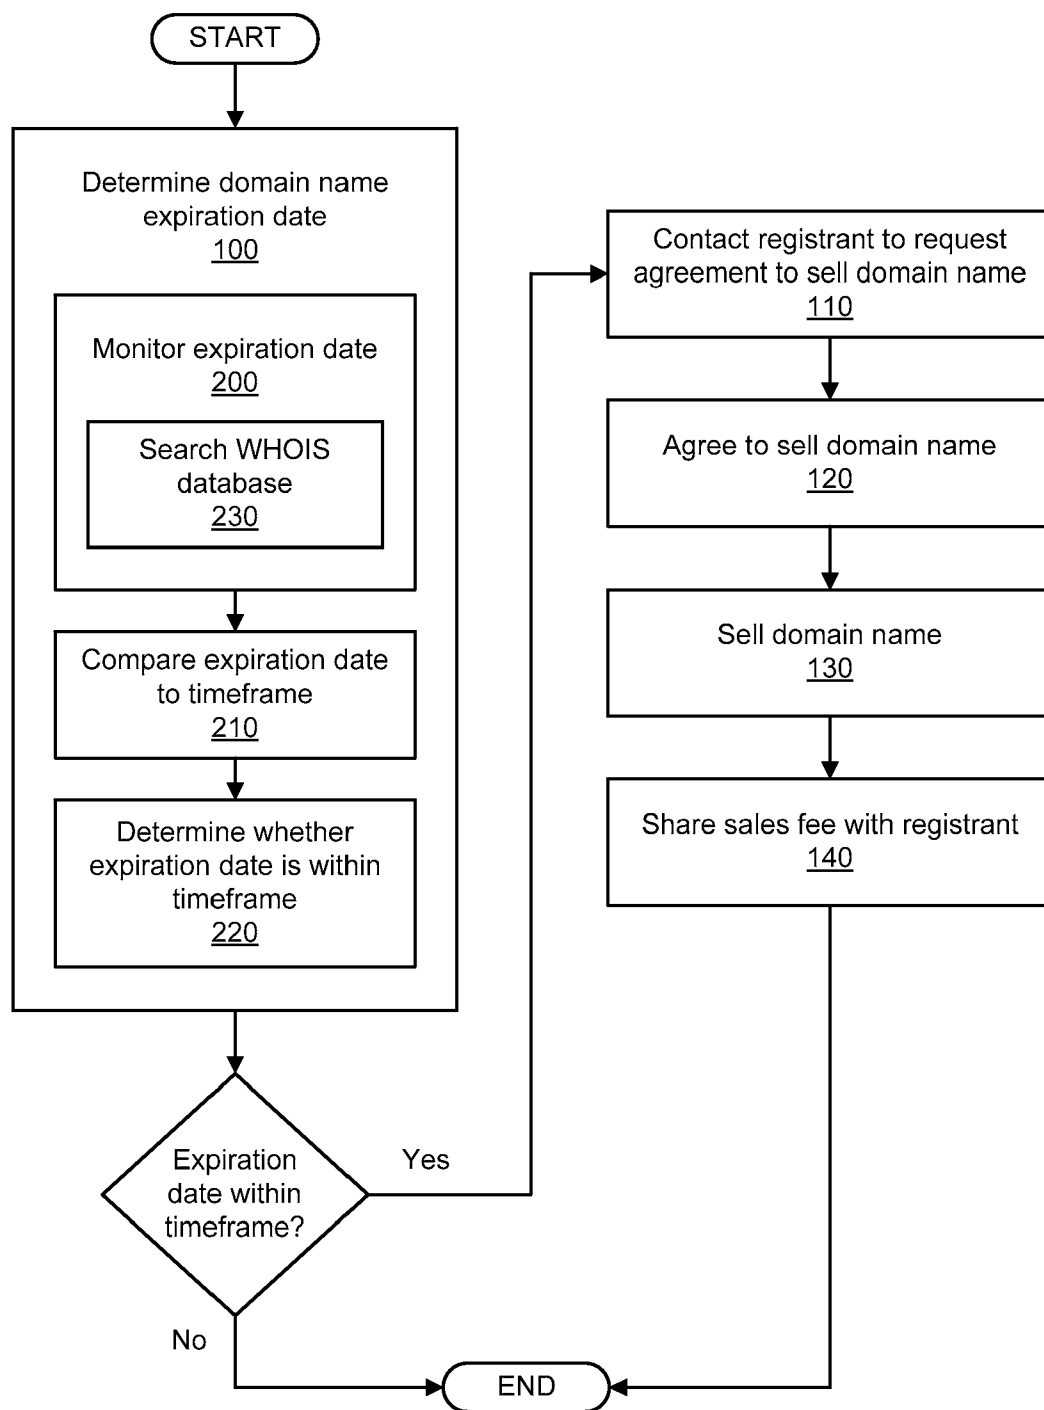 START
Determine domain name
expiration date
100
Monitor expiration date
200
Search WHOIS
database
230
Compare expiration date
to timeframe
210
Determine whether
expiration date is within
timeframe
220
Expiration
date within
timeframe?
Yes
No
Contact registrant to request
agreement to sell domain name
110
Agree to sell domain name
120
Sell domain name
130
Share sales fee with registrant
140
END